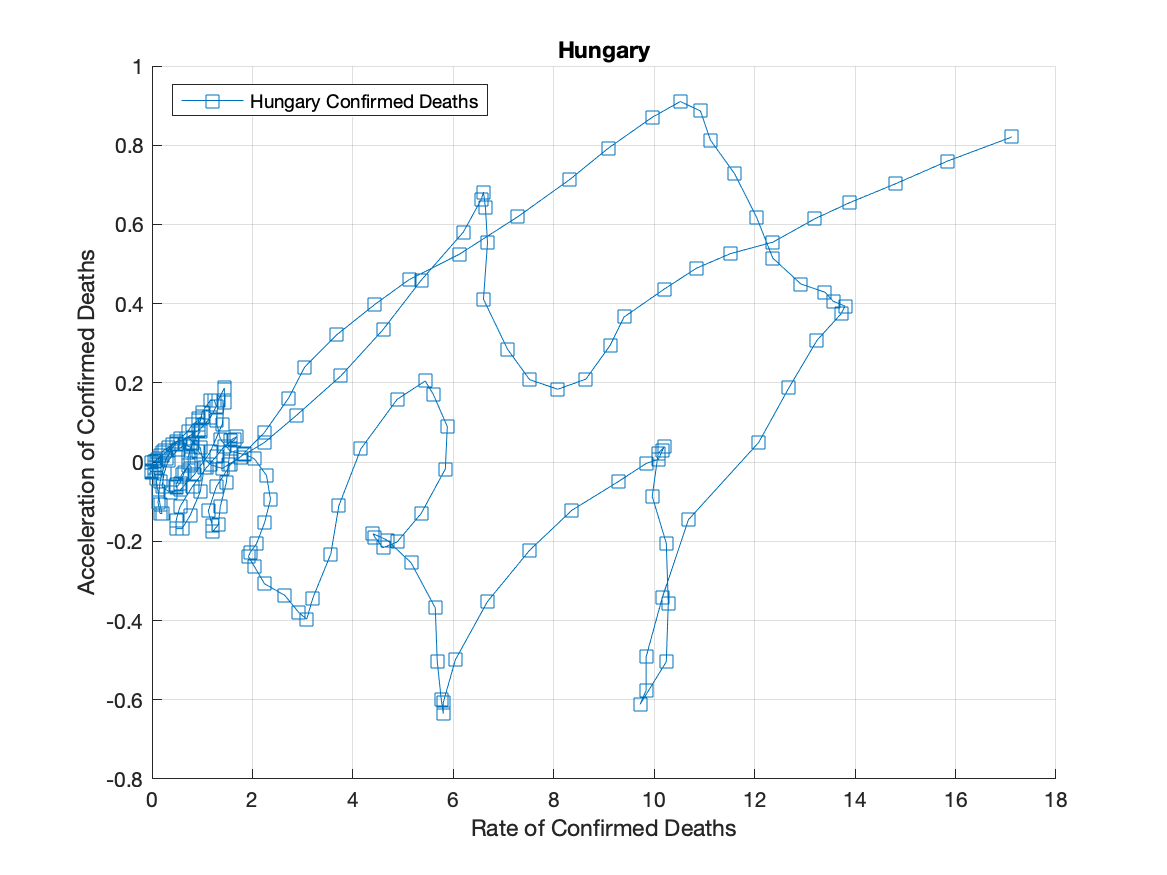 Hungary
Hungary Confirmed Deaths
Acceleration of Confirmed Deaths
1
0.8
0.6
0.4
0.2
0
-0.2
-0.4
-0.6
-0.8
0 2 4 6 8 10 12 14 16 18
Rate of Confirmed Deaths